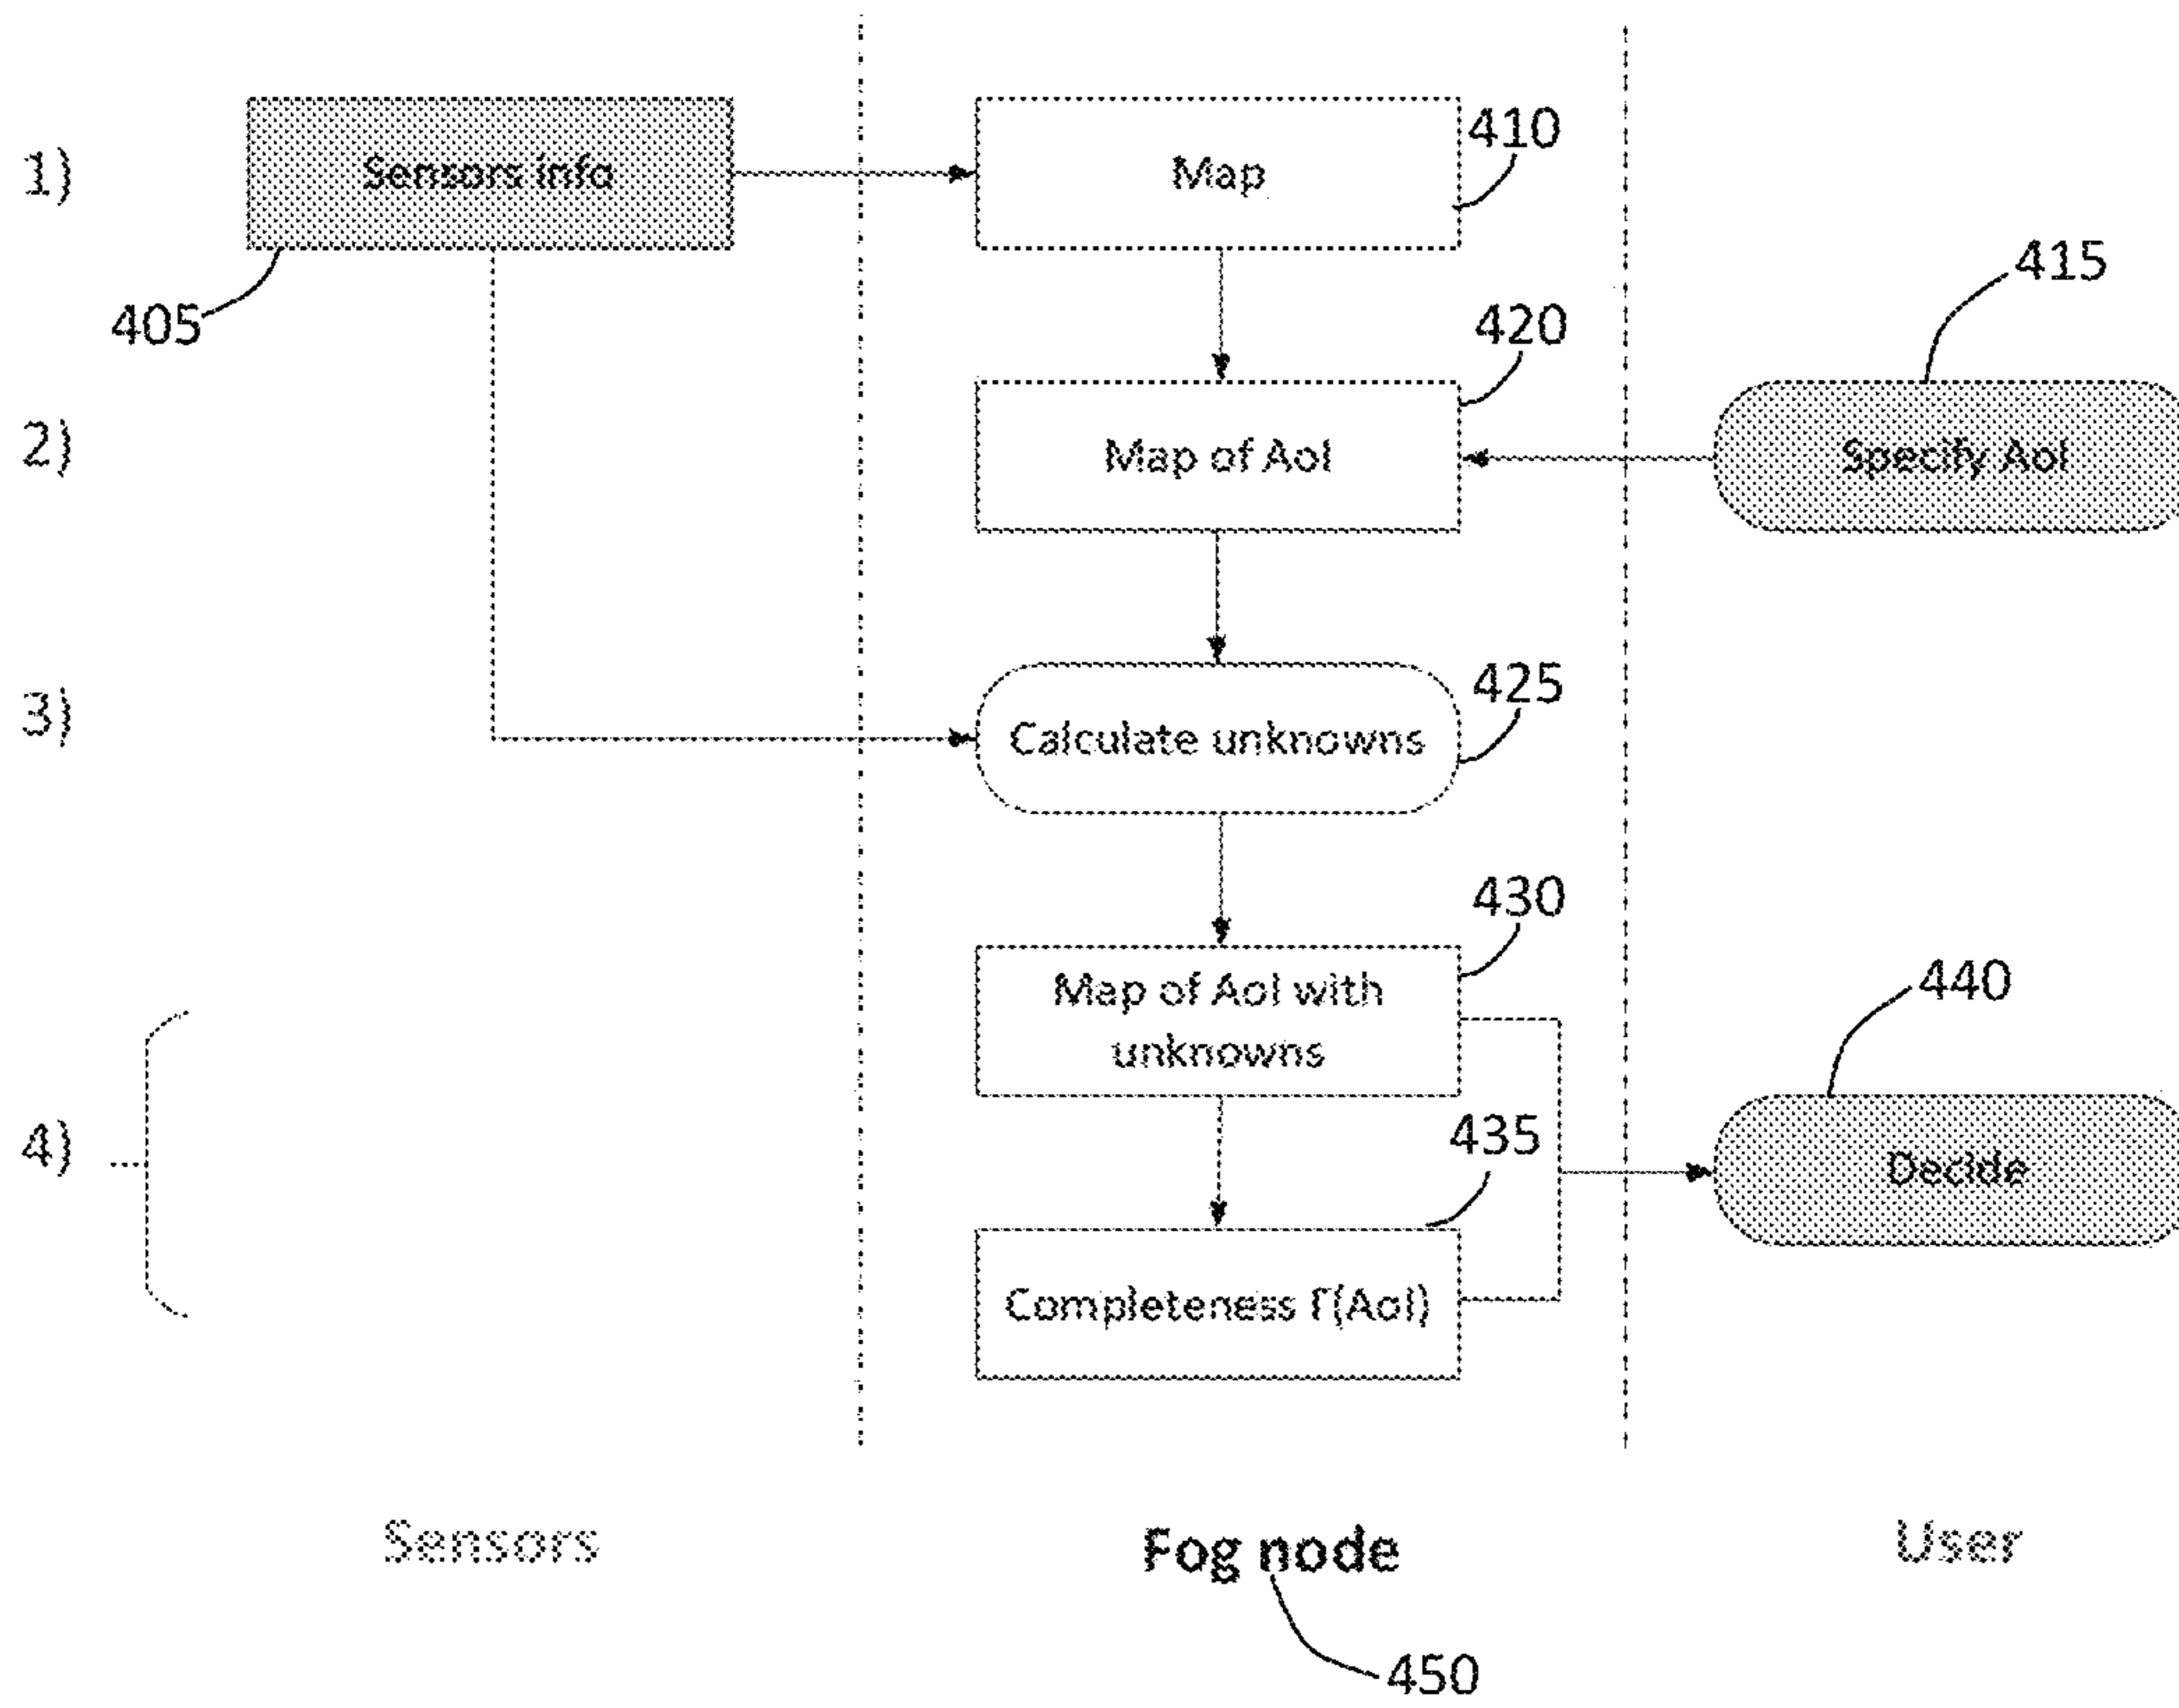 1)
Sensors info
Map
410
405
415
420
2)
Map of AoI
Specify AoI
3)
Calculate unknowns
425
430
Map of AoI with
unknowns
440
4)
435
Decide
Completeness Γ(AoI)
Sensors
Fog node
User
450